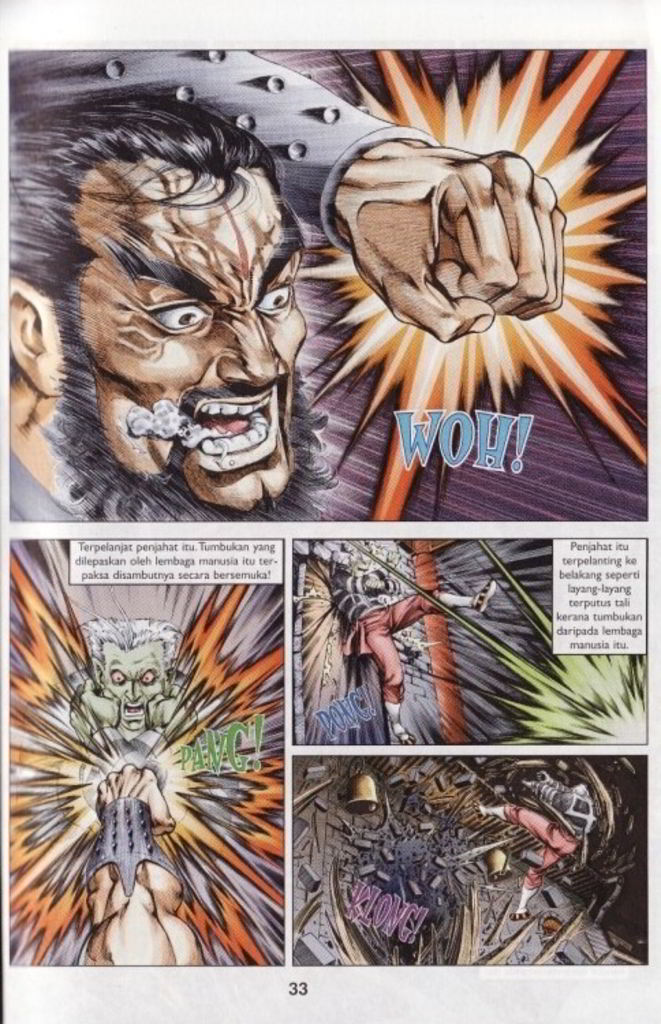 WOH!
Terpelanjat penjahat itu. Tumbukan yang
dilepaskan oleh lembaga manusia itu ter-
paksa disambutnya secara bersemuka!
PANG!
Penjahat itu
terpelanting ke
belakang seperti
layang-layang
terputus tali
kerana tumbukan
daripada lembaga
manusia itu.
PONG!
KLONG!
33